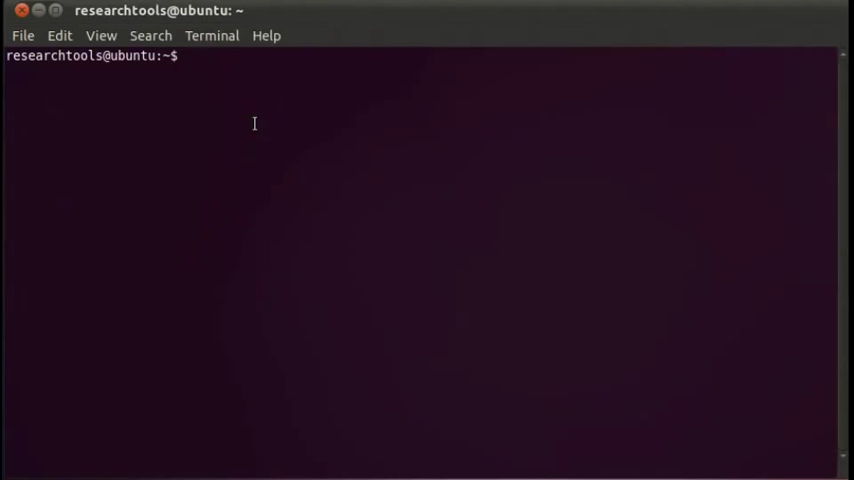 researchtools@ubuntu: ~
File Edit View Search Terminal Help
researchtools@ubuntu:~$